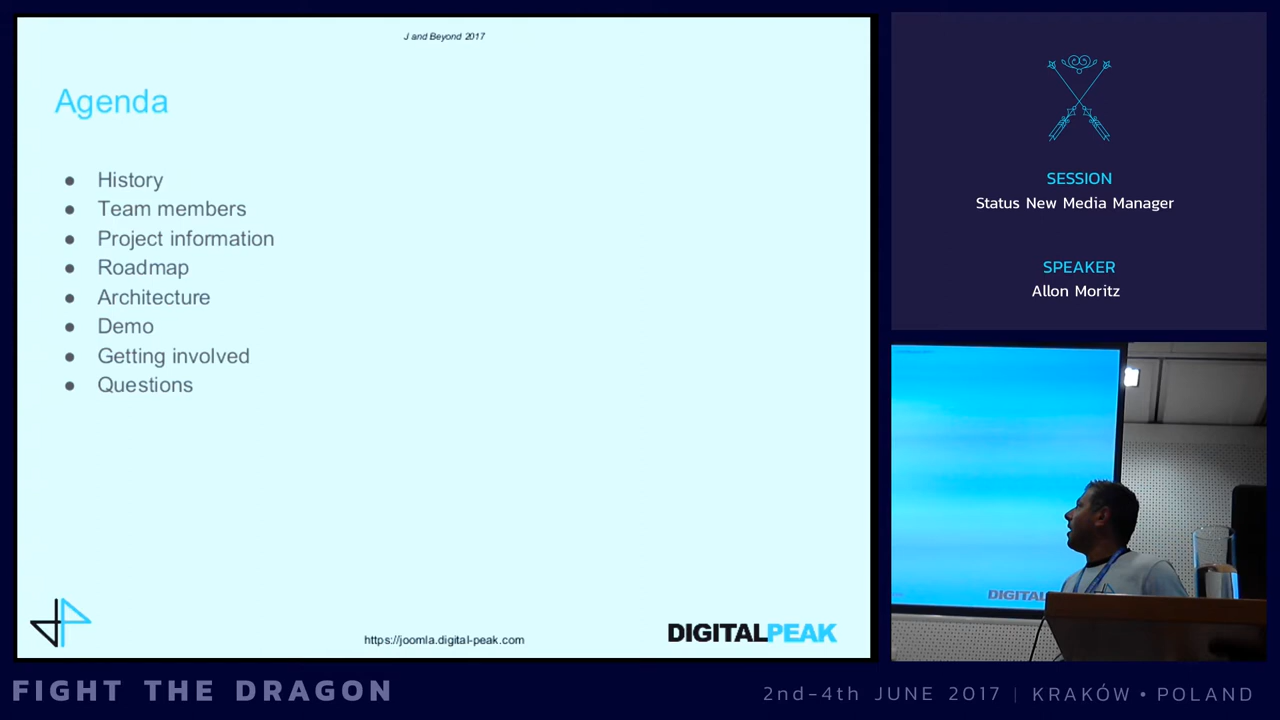 J and Beyond 2017
Agenda
● History
● Team members
● Project information
● Roadmap
● Architecture
● Demo
● Getting involved
● Questions
https://joomla.digital-peak.com
DIGITALPEAK
SESSION
Status New Media Manager
SPEAKER
Allon Moritz
DIGITAL
FIGHT THE DRAGON
2nd-4th JUNE 2017 | KRAKÓW • POLAND